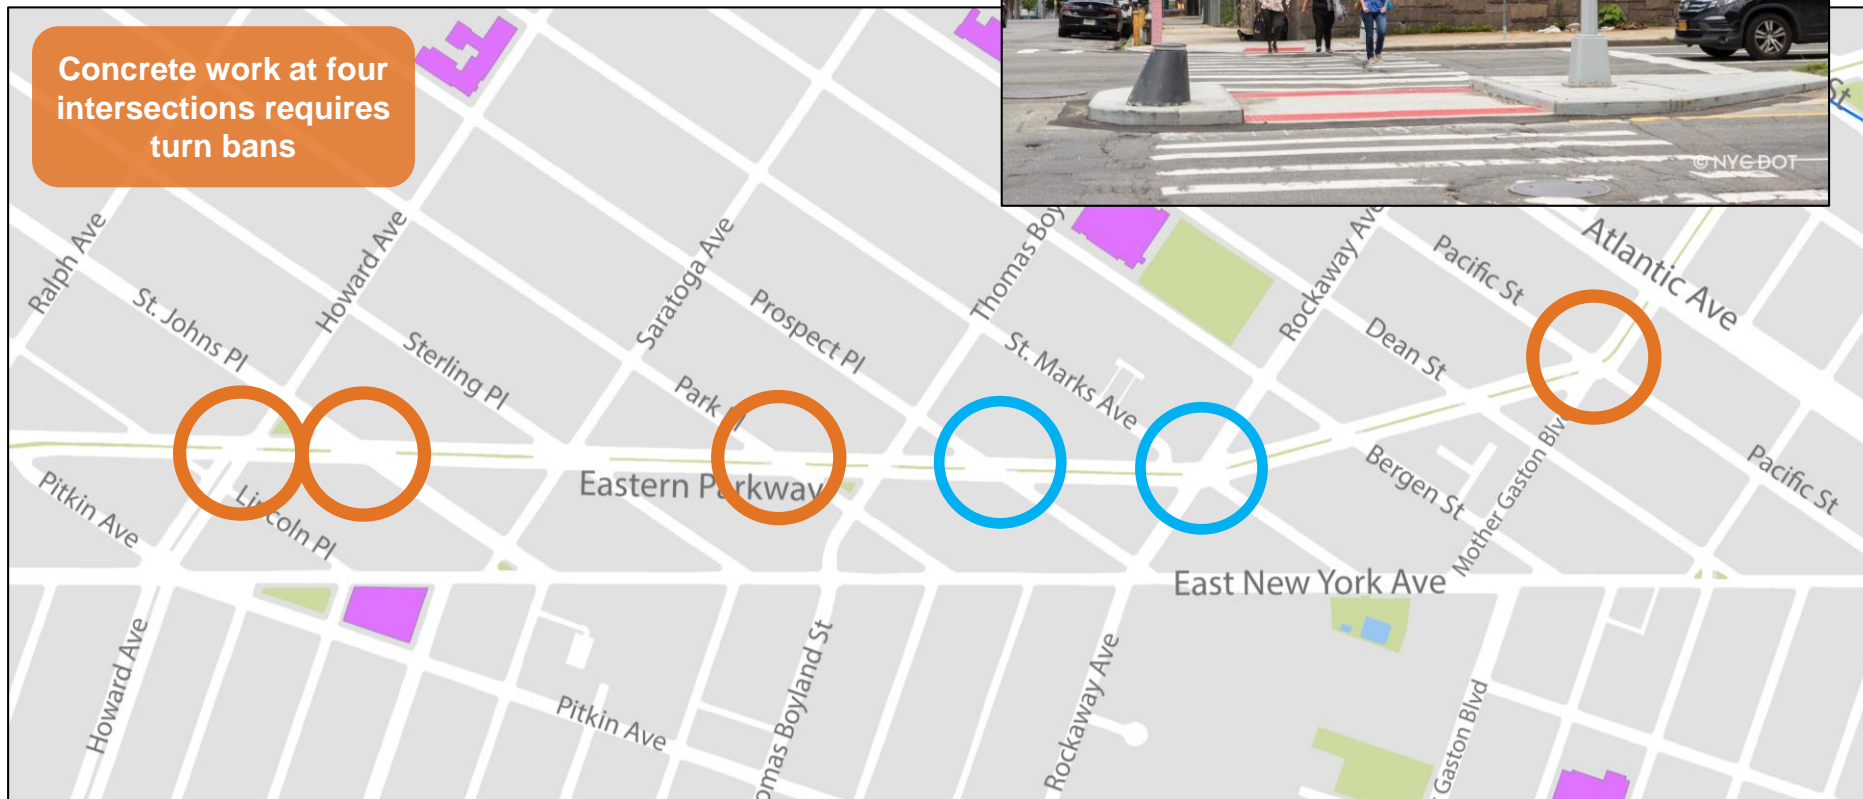 Concrete work at four
intersections requires
turn bans
© NYC DOT
St
Ralph Ave
Howard Ave
St. Johns Pl
Sterling Pl
Saratoga Ave
Prospect Pl
Park
Thomas Boy
St. Marks Ave
Rockaway Ave
Pacific St
Dean St
Atlantic Ave
Pitkin Ave
Lincoln Pl
Eastern Parkway
Bergen St
Mother Gaston Blvd
Pacific St
East New York Ave
Howard Ave
Pitkin Ave
omas Boyland St
Rockaway Ave
Gaston Blvd